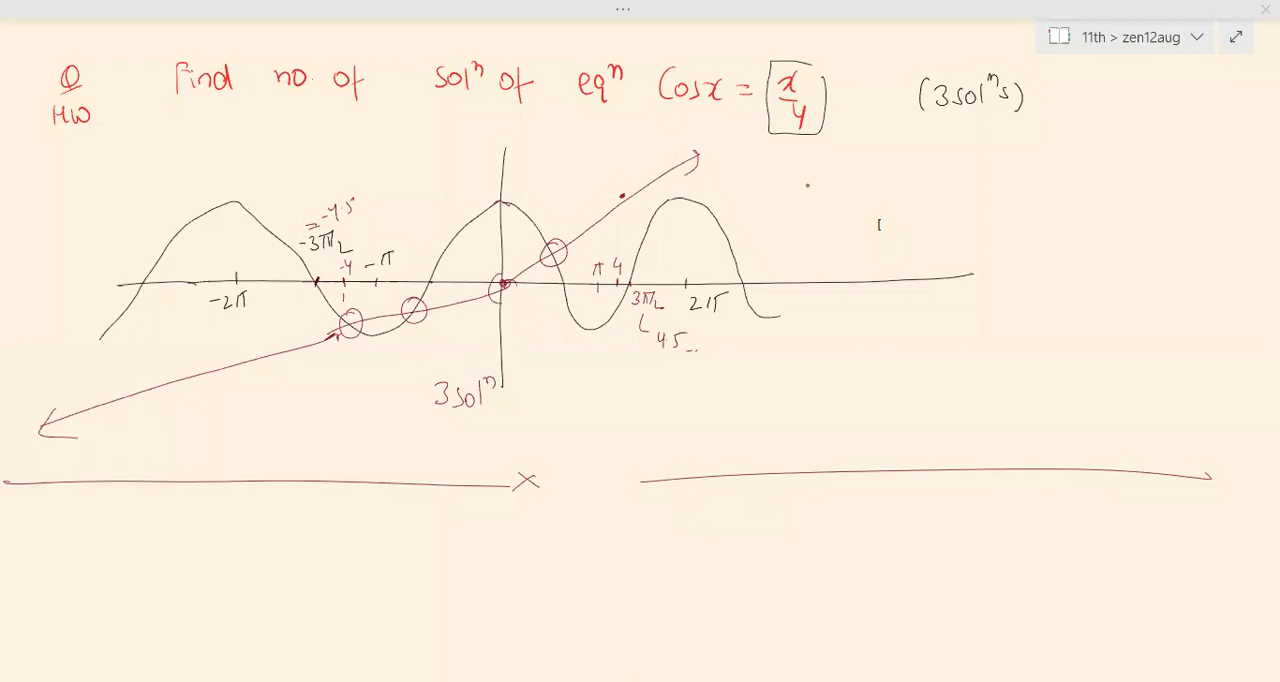 11th > zen12aug
Q Find no. of solⁿ of eqⁿ Cosx = x/4 (3 solⁿs)
HW
= -4.5
-3π/2
-4 -π π 4
-2π 3π/2 2π
4.5...
3 solⁿ